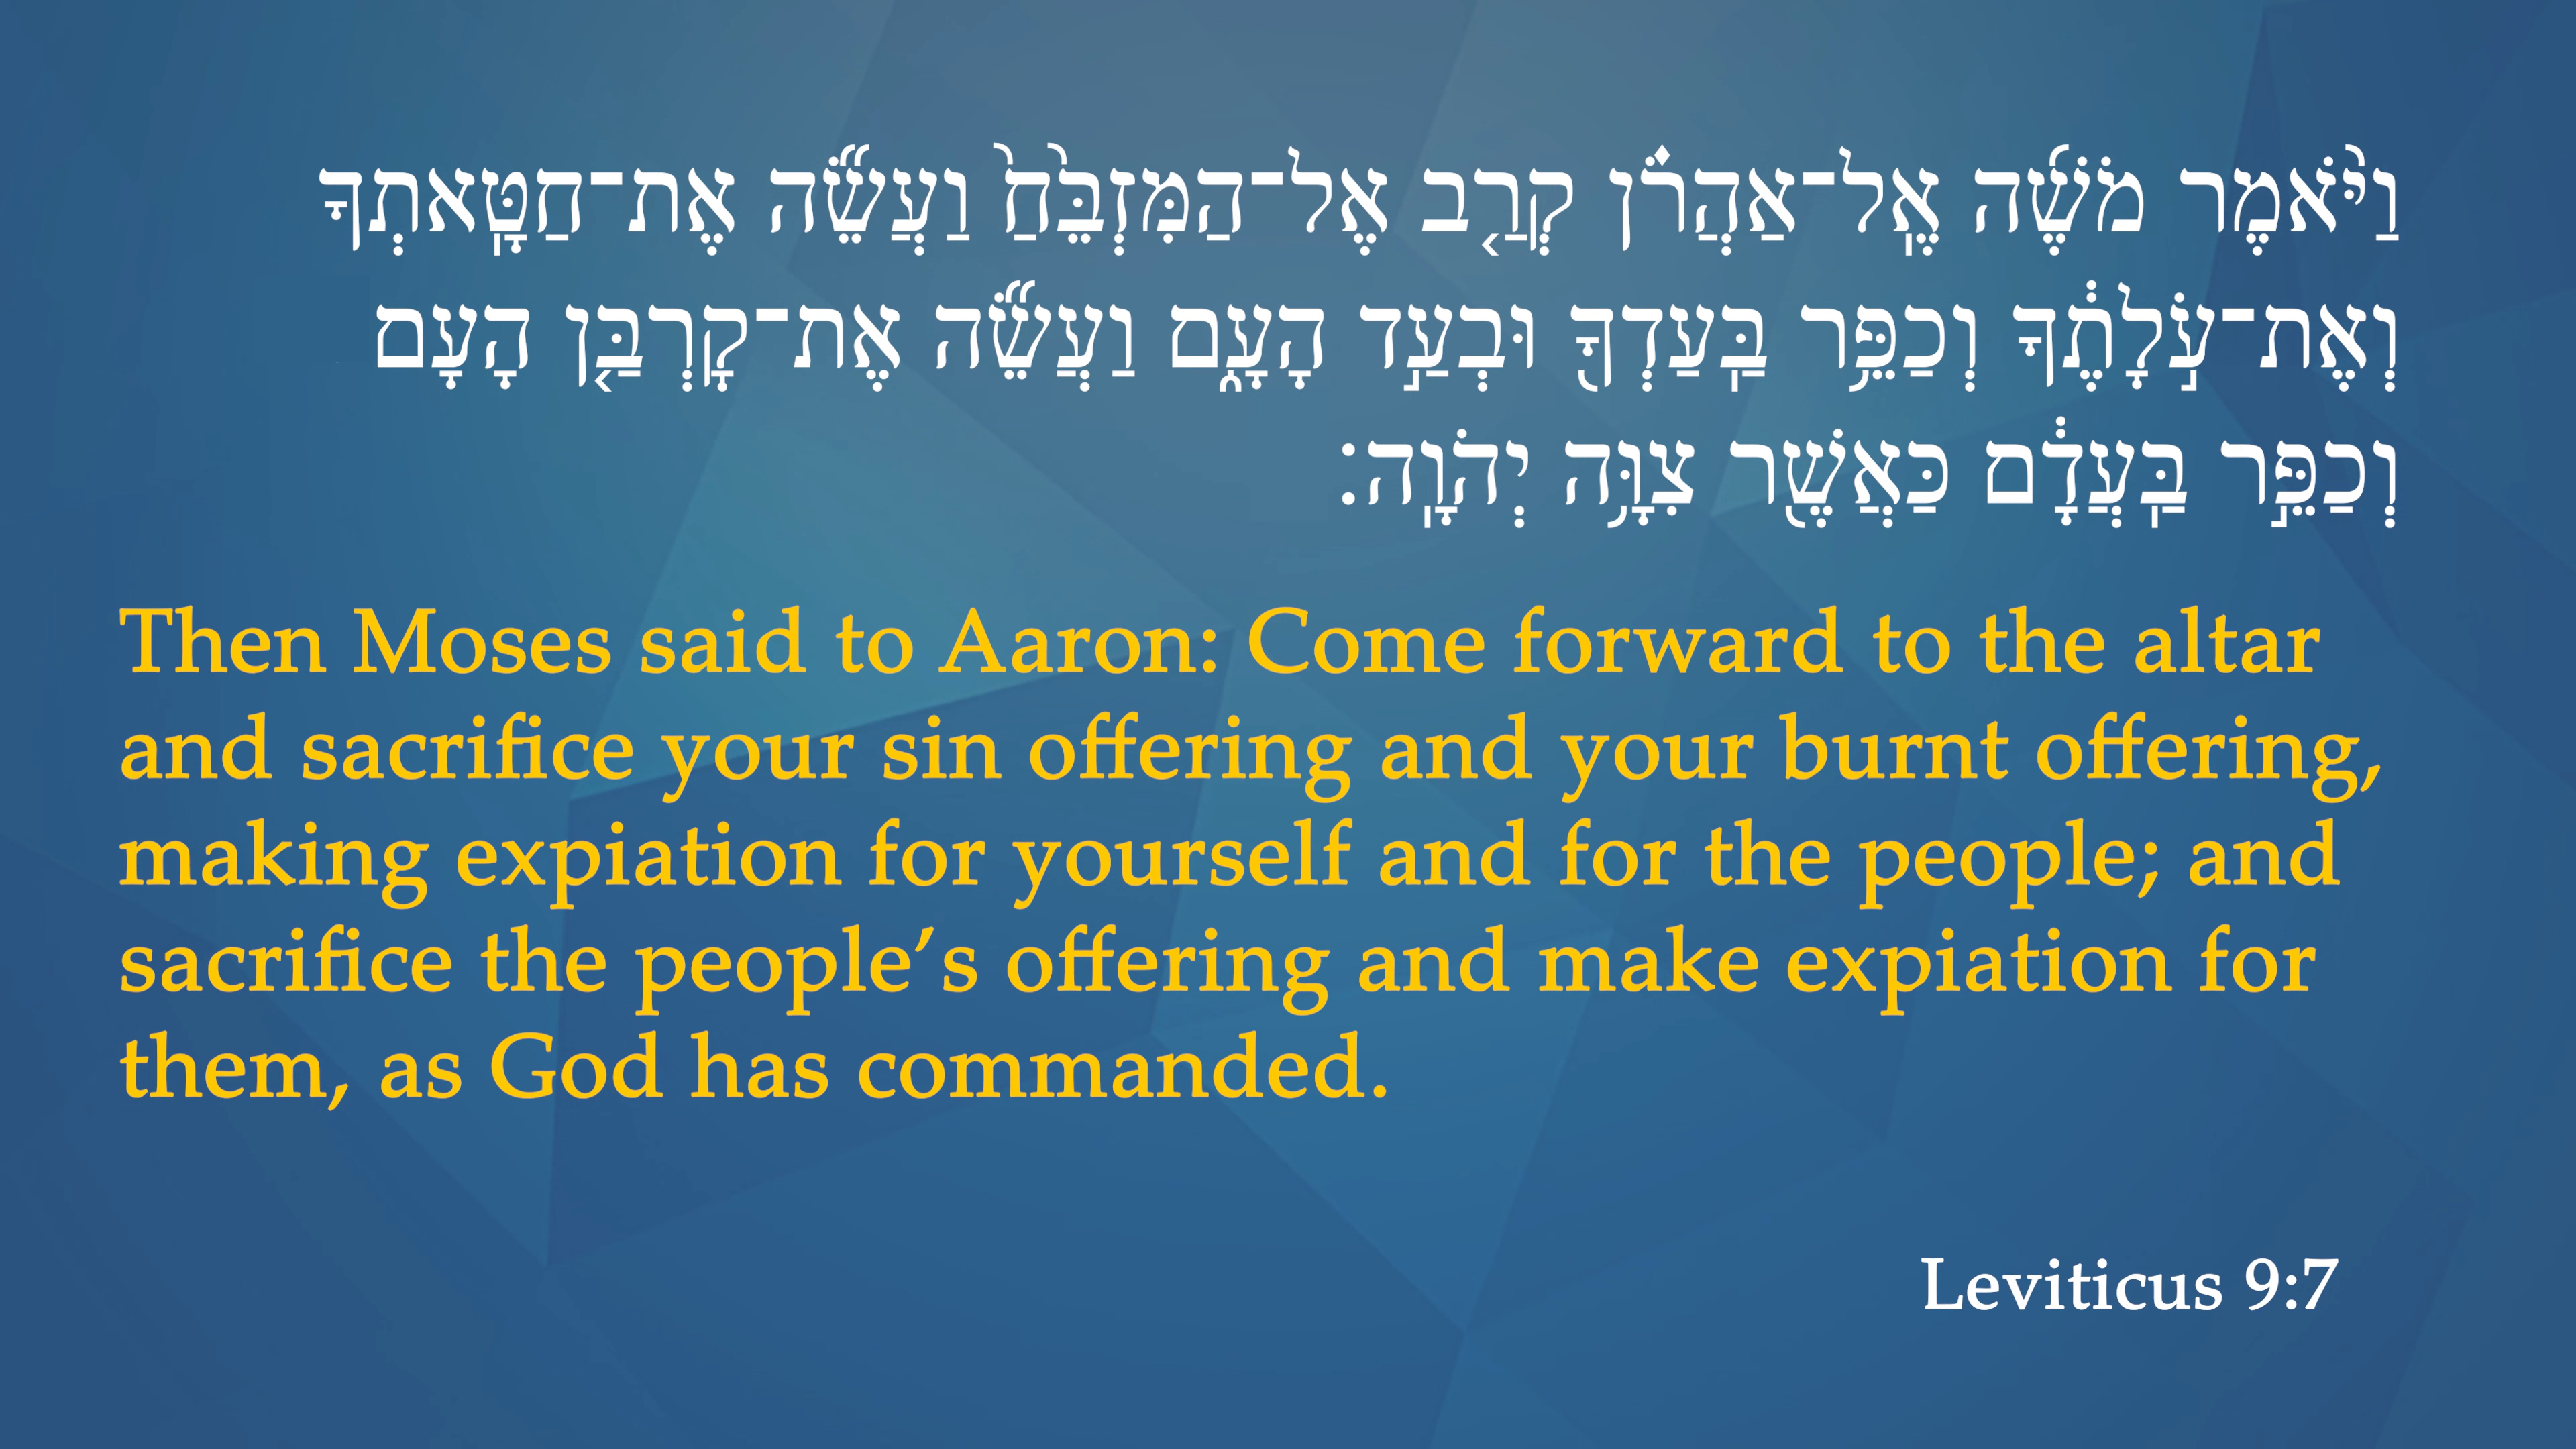 וַיֹּ֨אמֶר מֹשֶׁ֜ה אֶֽל־אַהֲרֹ֗ן קְרַ֤ב אֶל־הַמִּזְבֵּ֙חַ֙ וַעֲשֵׂ֞ה אֶת־חַטָּֽאתְךָ֙
וְאֶת־עֹ֣לָתֶ֔ךָ וְכַפֵּ֥ר בַּֽעַדְךָ֖ וּבְעַ֣ד הָעָ֑ם וַעֲשֵׂ֞ה אֶת־קׇרְבַּ֤ן הָעָם
וְכַפֵּ֣ר בַּֽעֲדָ֔ם כַּאֲשֶׁ֖ר צִוָּ֥ה יְהֹוָֽה׃
Then Moses said to Aaron: Come forward to the altar
and sacrifice your sin offering and your burnt offering,
making expiation for yourself and for the people; and
sacrifice the people’s offering and make expiation for
them, as God has commanded.
Leviticus 9:7